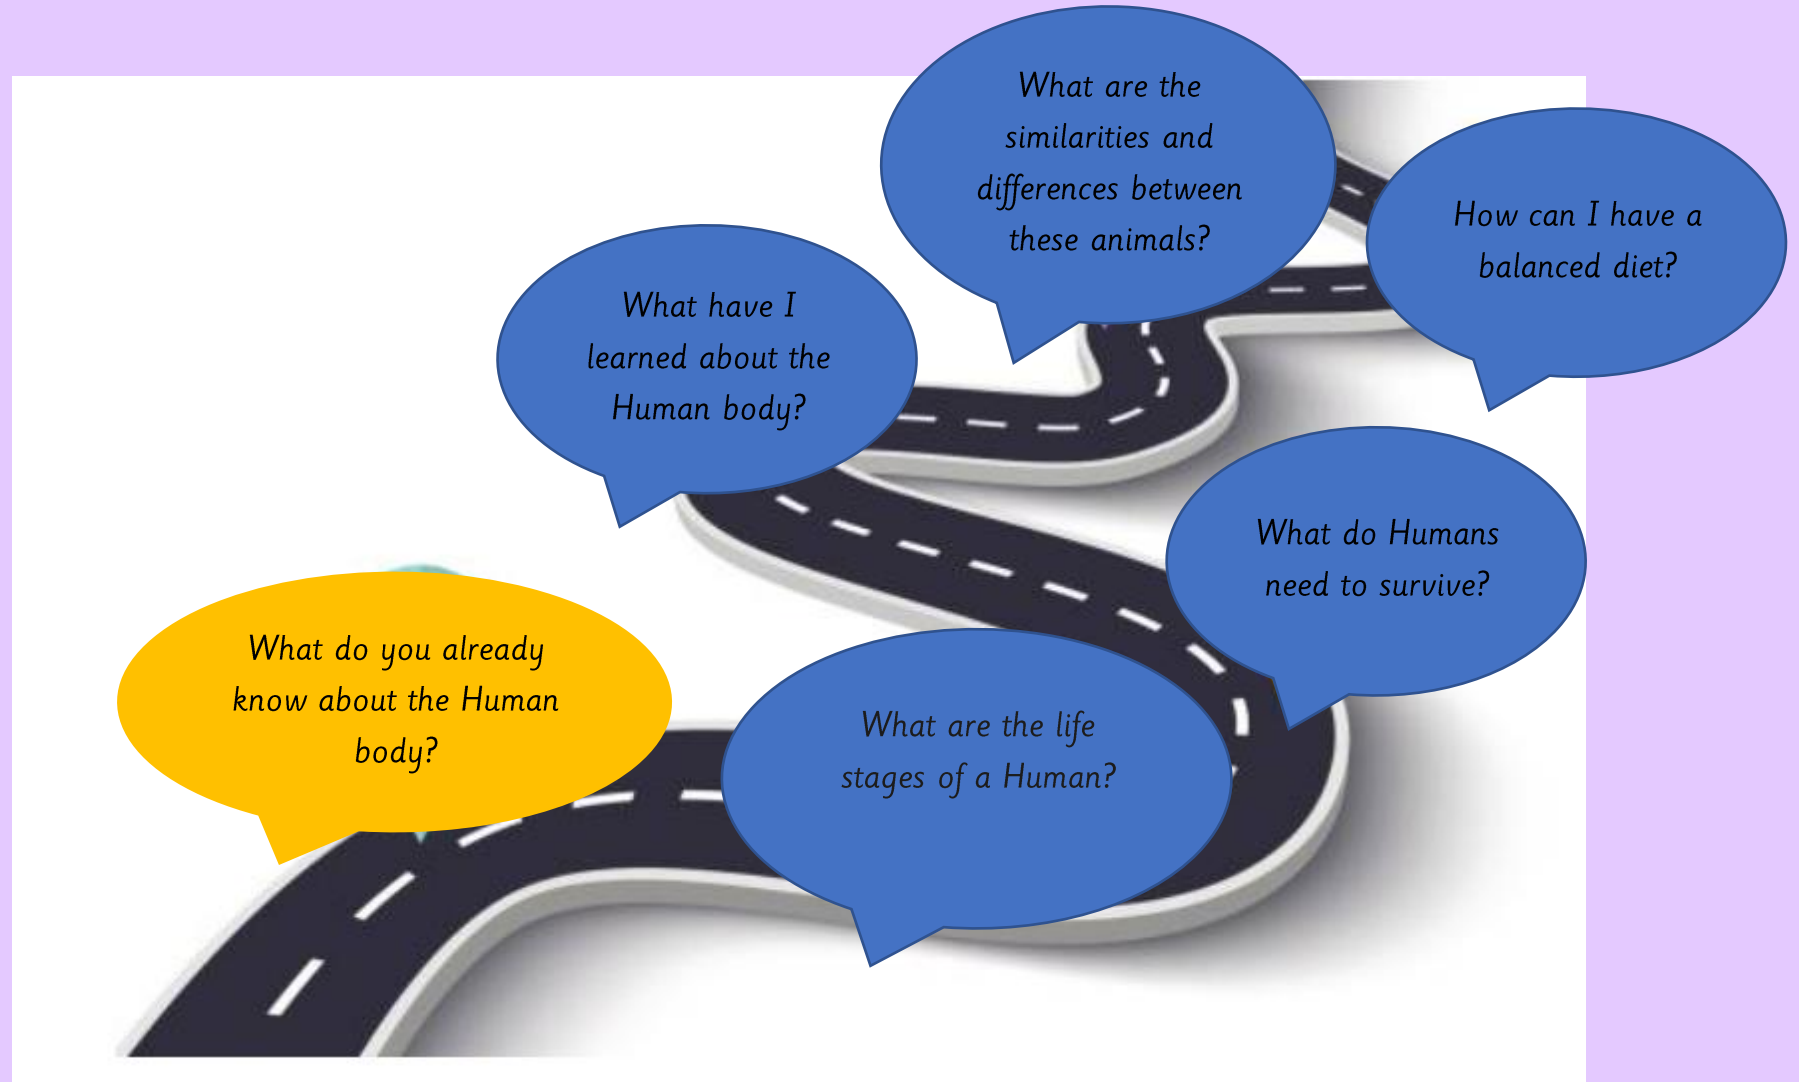 What are the
similarities and
differences between
these animals?
How can I have a
balanced diet?
What have I
learned about the
Human body?
What do Humans
need to survive?
What do you already
know about the Human
body?
What are the life
stages of a Human?